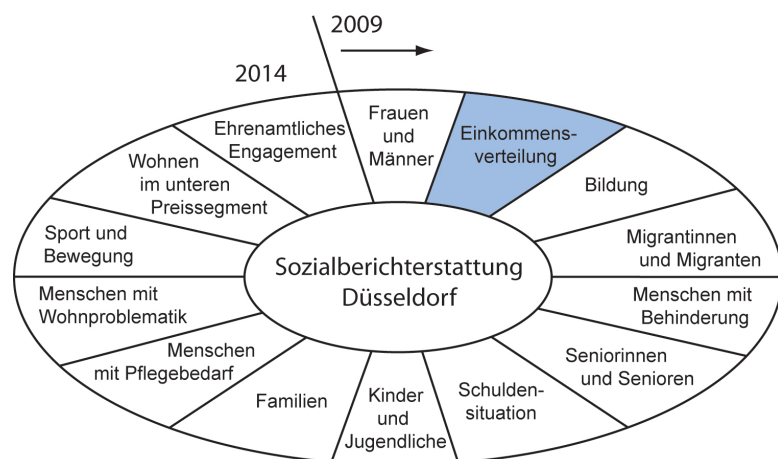 2009
2014
Frauen
und
Männer
Einkommens-
verteilung
Bildung
Migrantinnen
und Migranten
Menschen mit
Behinderung
Seniorinnen
und Senioren
Schulden-
situation
Kinder
und
Jugendliche
Familien
Menschen
mit Pflegebedarf
Menschen mit
Wohnproblematik
Sport und
Bewegung
Wohnen
im unteren
Preissegment
Ehrenamtliches
Engagement
Sozialberichterstattung
Düsseldorf